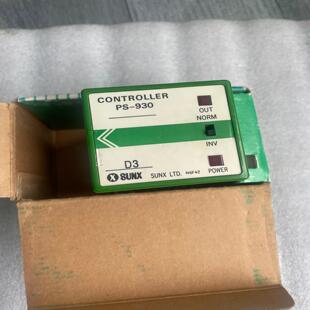 CONTROLLER
PS-930
OUT
NORM
INV
D3
SUNX SUNX LTD.
POWER